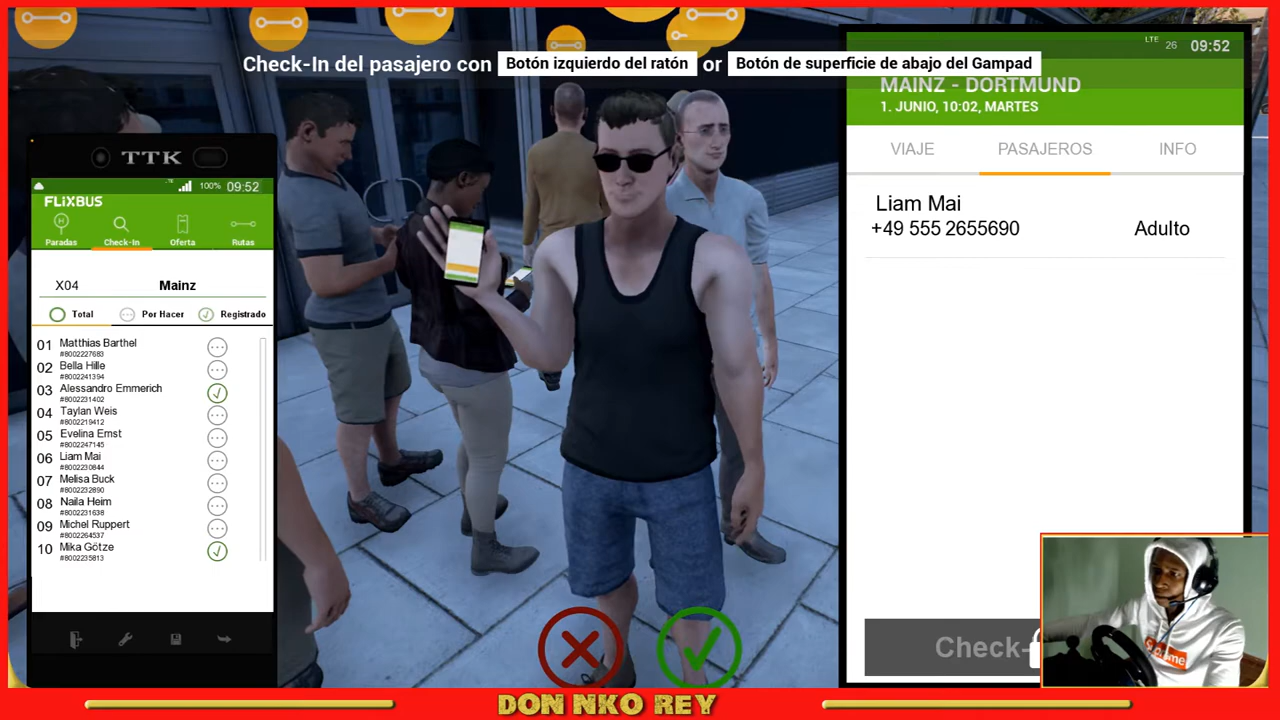 Check-In del pasajero con Botón izquierdo del ratón or Botón de superficie de abajo del Gampad
TTK
100% 09:52
FLiXBUS
Paradas Check-In Oferta Rutas
X04 Mainz
Total Por Hacer Registrado
01 Matthias Barthel
#8002227683
02 Bella Hille
#8002241394
03 Alessandro Emmerich
#8002231402
04 Taylan Weis
#8002219412
05 Evelina Ernst
#8002247145
06 Liam Mai
#8002230844
07 Melisa Buck
#8002232890
08 Naila Heim
#8002231638
09 Michel Ruppert
#8002264537
10 Mika Götze
#8002235813
LTE 26 09:52
MAINZ - DORTMUND
1. JUNIO, 10:02, MARTES
VIAJE PASAJEROS INFO
Liam Mai
+49 555 2655690 Adulto
Check-
Supreme
DON NKO REY